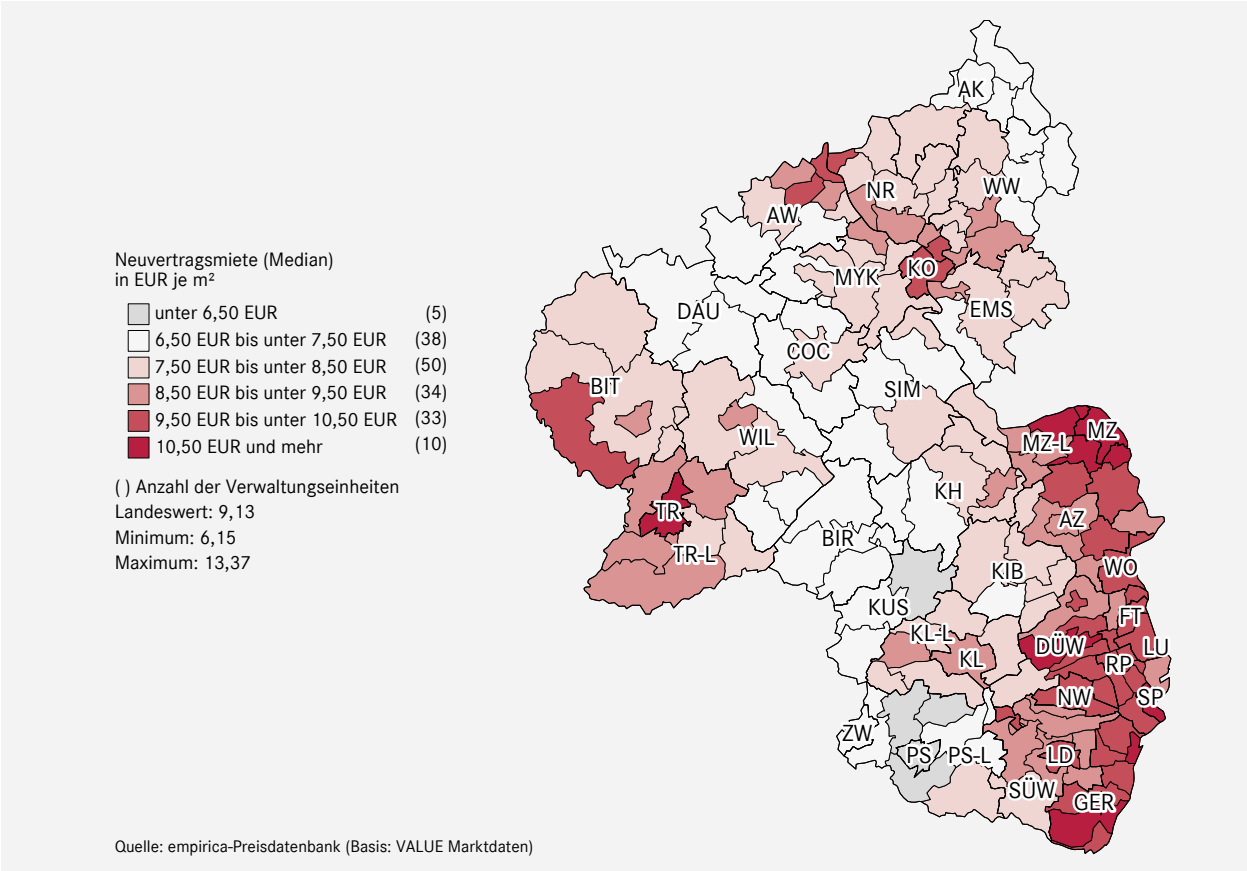 Neuvertragsmiete (Median)
in EUR je m²
unter 6,50 EUR (5)
6,50 EUR bis unter 7,50 EUR (38)
7,50 EUR bis unter 8,50 EUR (50)
8,50 EUR bis unter 9,50 EUR (34)
9,50 EUR bis unter 10,50 EUR (33)
10,50 EUR und mehr (10)
( ) Anzahl der Verwaltungseinheiten
Landeswert: 9,13
Minimum: 6,15
Maximum: 13,37
AK
NR
WW
AW
KO
MYK
DAU
EMS
COC
BIT
SIM
WIL
MZ
MZ-L
KH
TR
AZ
BIR
TR-L
KIB
WO
KUS
FT
KL-L
DÜW
LU
KL
RP
NW
SP
ZW
PS
PS-L
LD
SÜW
GER
Quelle: empirica-Preisdatenbank (Basis: VALUE Marktdaten)